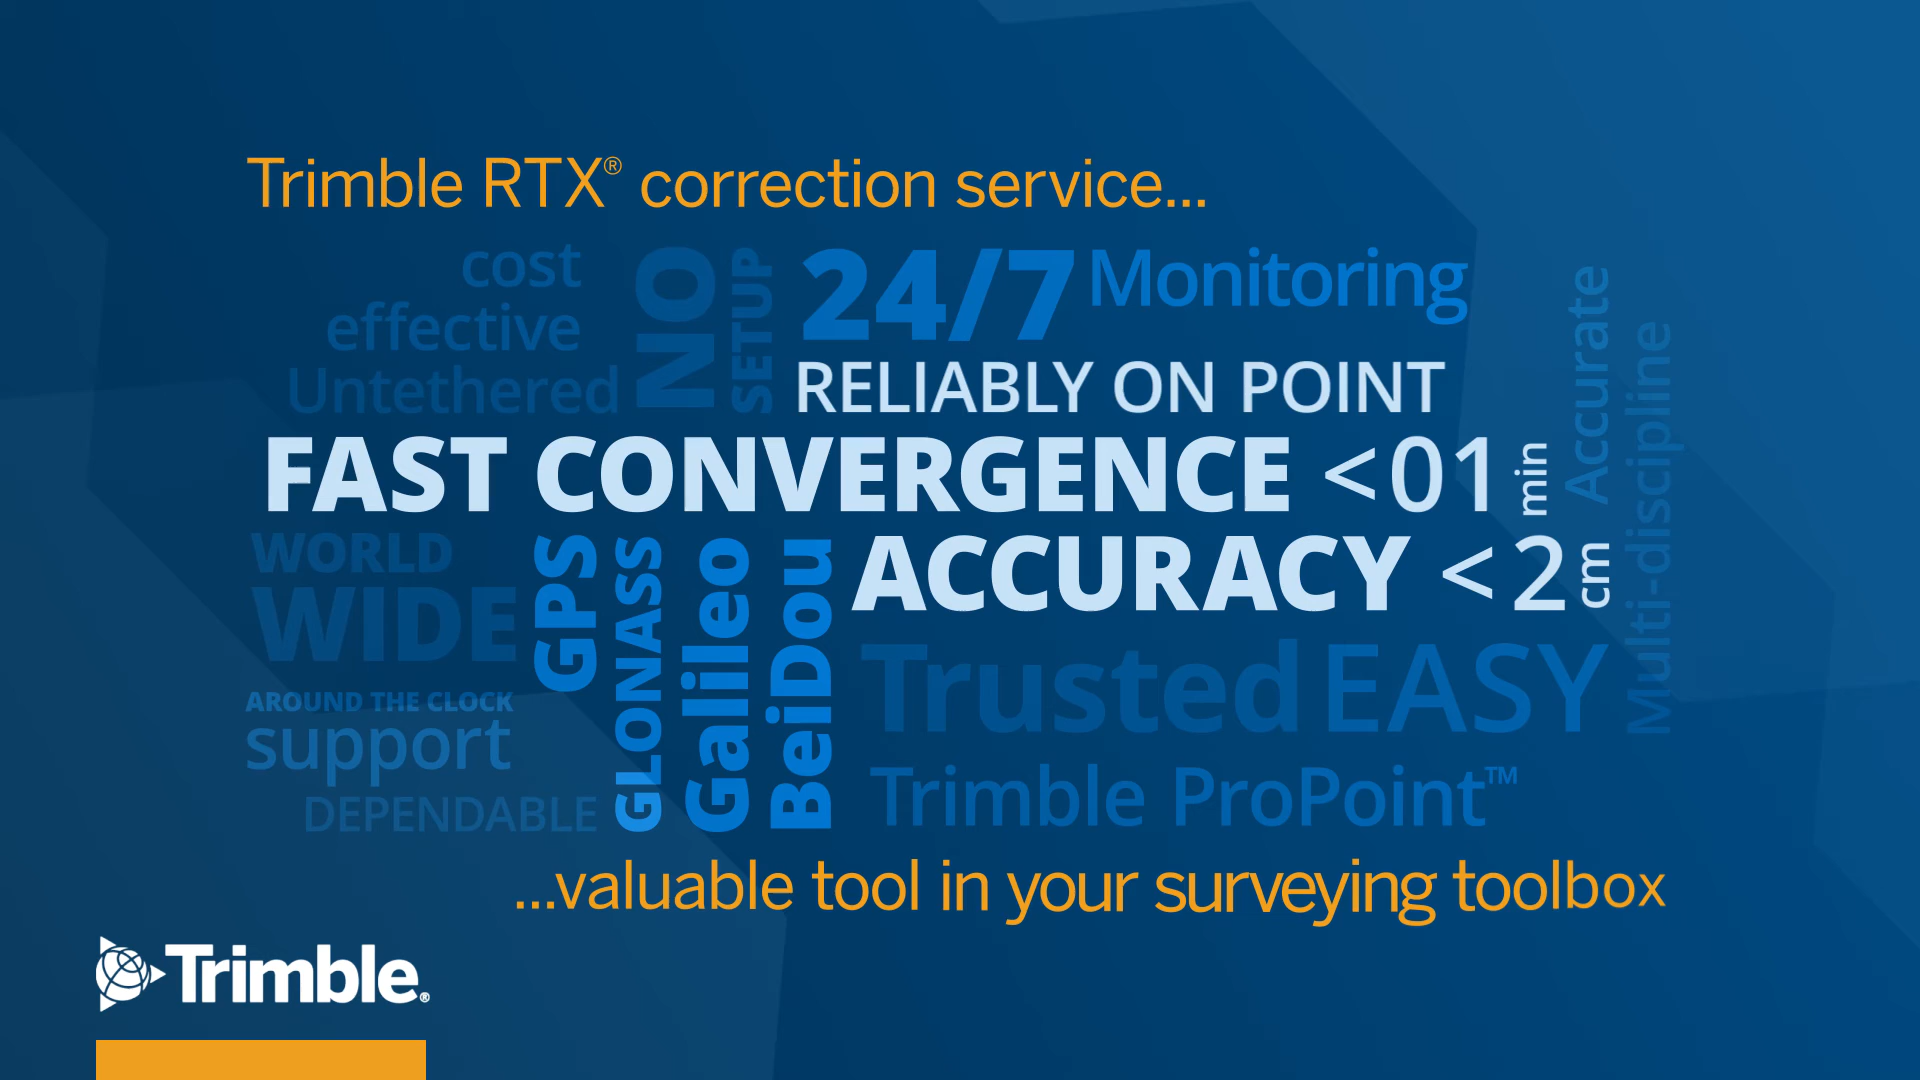 Trimble RTX® correction service...
cost
effective
Untethered
NO
SETUP
24/7 Monitoring
RELIABLY ON POINT
FAST CONVERGENCE <01 min
Accurate
Multi-discipline
WORLD
WIDE
GPS
GLONASS
Galileo
BeiDou
ACCURACY <2 cm
Trusted EASY
AROUND THE CLOCK
support
DEPENDABLE
Trimble ProPoint™
...valuable tool in your surveying toolbox
Trimble®